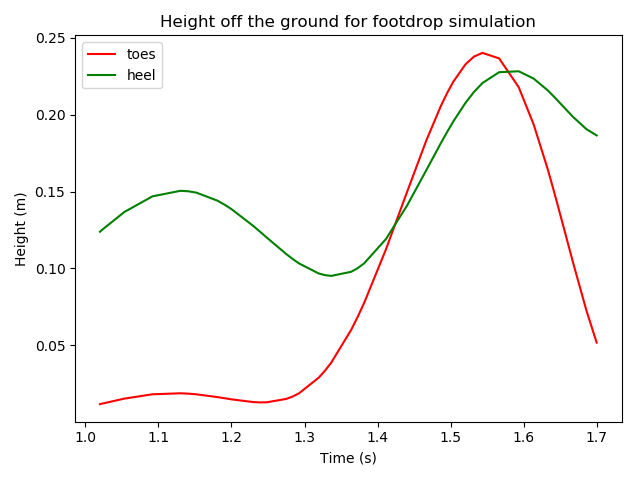 Height off the ground for footdrop simulation
toes
heel
0.25
0.20
0.15
0.10
0.05
Height (m)
1.0 1.1 1.2 1.3 1.4 1.5 1.6 1.7
Time (s)